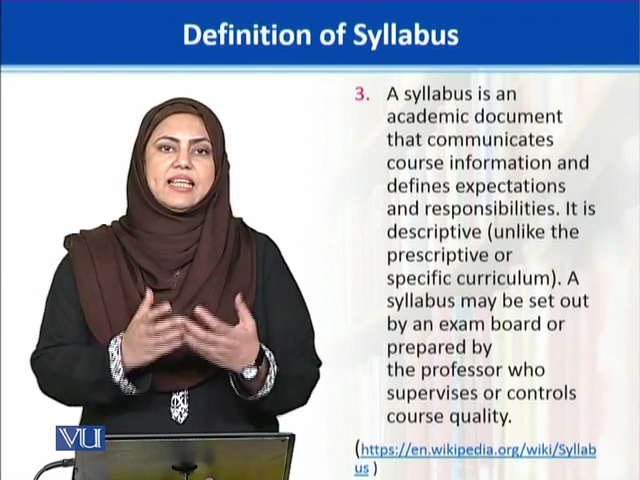 Definition of Syllabus
3. A syllabus is an
academic document
that communicates
course information and
defines expectations
and responsibilities. It is
descriptive (unlike the
prescriptive or
specific curriculum). A
syllabus may be set out
by an exam board or
prepared by
the professor who
supervises or controls
course quality.
(https://en.wikipedia.org/wiki/Syllab
us )
VU